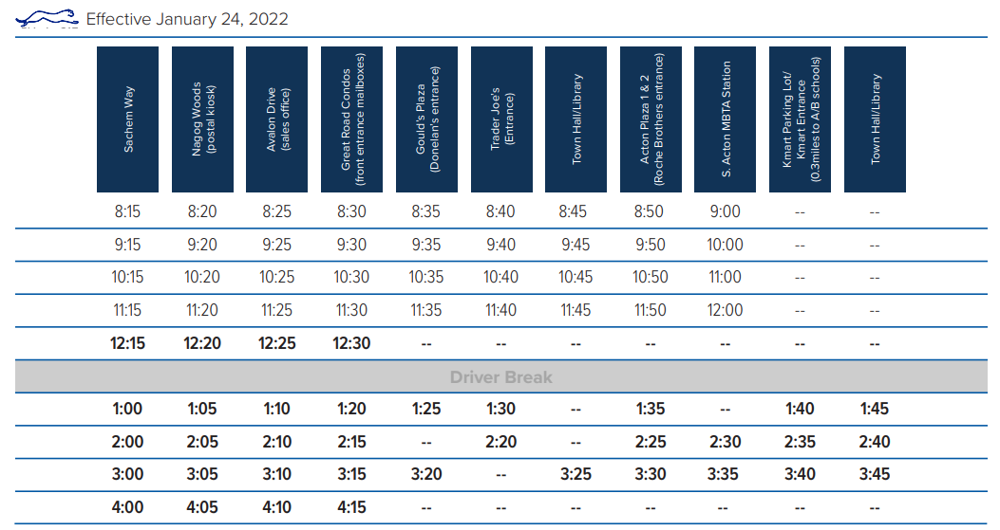 Effective January 24, 2022
Sachem Way
Nagog Woods
(postal kiosk)
Avalon Drive
(sales office)
Great Road Condos
(front entrance mailboxes)
Gould's Plaza
(Donelan's entrance)
Trader Joe's
(Entrance)
Town Hall/Library
Acton Plaza 1 & 2
(Roche Brothers entrance)
S. Acton MBTA Station
Kmart Parking Lot/
Kmart Entrance
(0.3miles to A/B schools)
Town Hall/Library
8:15 8:20 8:25 8:30 8:35 8:40 8:45 8:50 9:00 -- --
9:15 9:20 9:25 9:30 9:35 9:40 9:45 9:50 10:00 -- --
10:15 10:20 10:25 10:30 10:35 10:40 10:45 10:50 11:00 -- --
11:15 11:20 11:25 11:30 11:35 11:40 11:45 11:50 12:00 -- --
12:15 12:20 12:25 12:30 -- -- -- -- -- -- --
Driver Break
1:00 1:05 1:10 1:20 1:25 1:30 -- 1:35 -- 1:40 1:45
2:00 2:05 2:10 2:15 -- 2:20 -- 2:25 2:30 2:35 2:40
3:00 3:05 3:10 3:15 3:20 -- 3:25 3:30 3:35 3:40 3:45
4:00 4:05 4:10 4:15 -- -- -- -- -- -- --